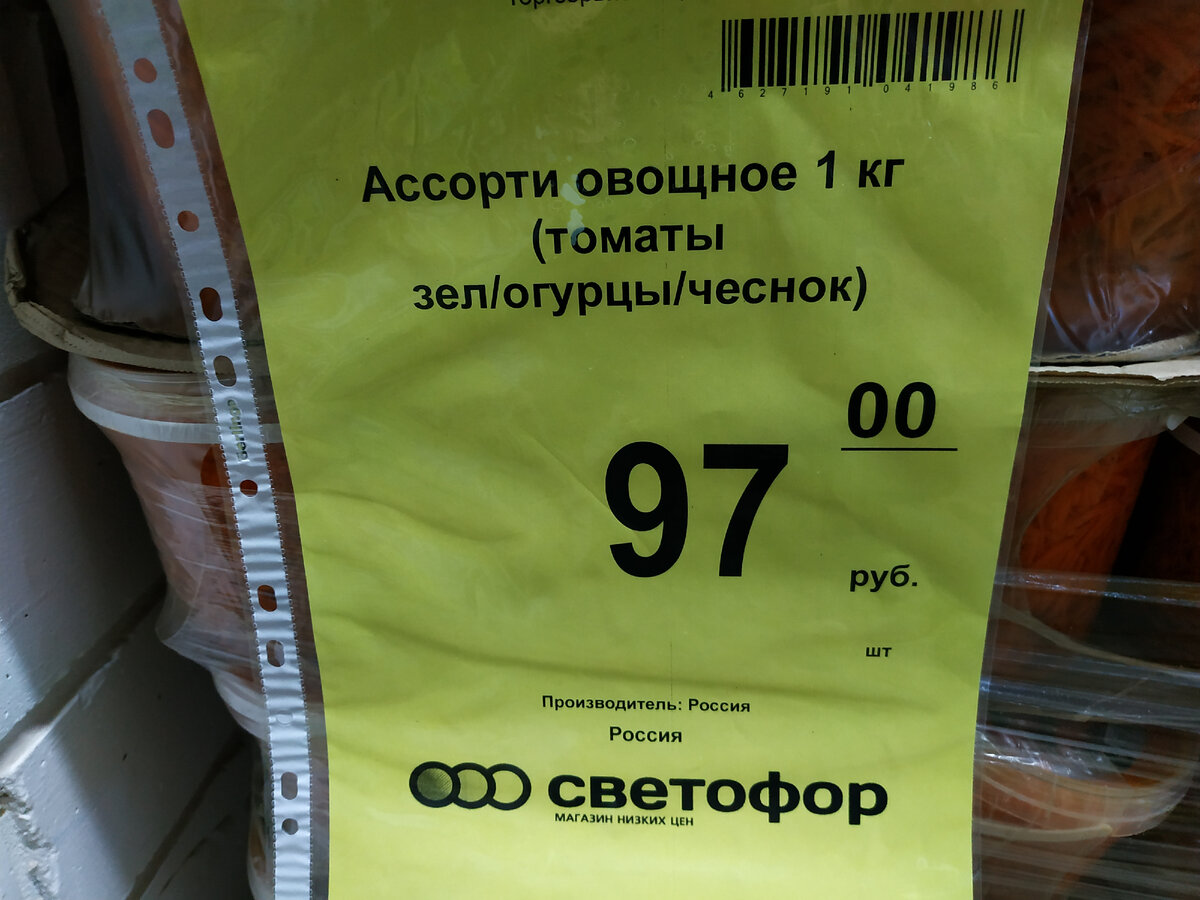 4 627191 041986
Ассорти овощное 1 кг
(томаты
зел/огурцы/чеснок)
97
00
руб.
шт
Производитель: Россия
Россия
светофор
МАГАЗИН НИЗКИХ ЦЕН
berlingo